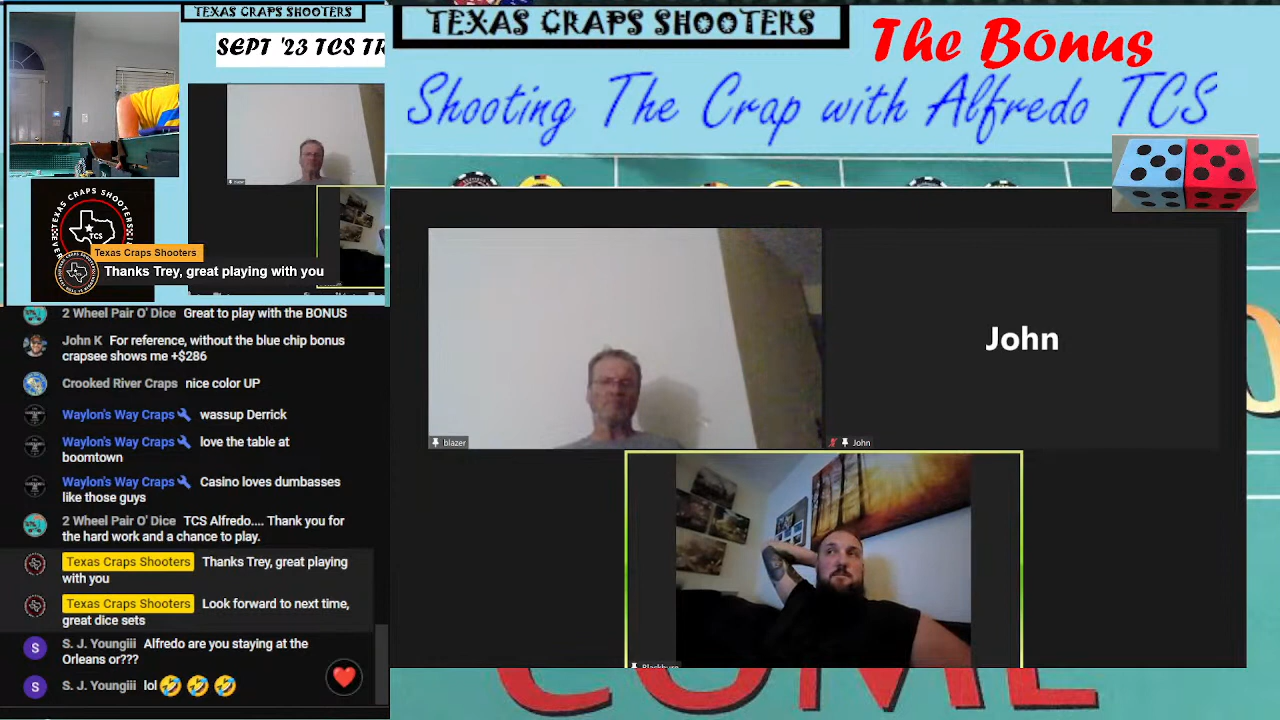 TEXAS CRAPS SHOOTERS
SEPT '23 TCS TR
TEXAS CRAPS SHOOTERS
TCS
Texas Craps Shooters
Thanks Trey, great playing with you
2 Wheel Pair O' Dice Great to play with the BONUS
John K For reference, without the blue chip bonus
crapsee shows me +$286
Crooked River Craps nice color UP
Waylon's Way Craps wassup Derrick
Waylon's Way Craps love the table at
boomtown
Waylon's Way Craps Casino loves dumbasses
like those guys
2 Wheel Pair O' Dice TCS Alfredo.... Thank you for
the hard work and a chance to play.
Texas Craps Shooters Thanks Trey, great playing
with you
Texas Craps Shooters Look forward to next time,
great dice sets
S S. J. Youngiii Alfredo are you staying at the
Orleans or???
S S. J. Youngiii lol 🤣 🤣 🤣
TEXAS CRAPS SHOOTERS
The Bonus
Shooting The Crap with Alfredo TCS
John
blazer
John
Blackburn
COME